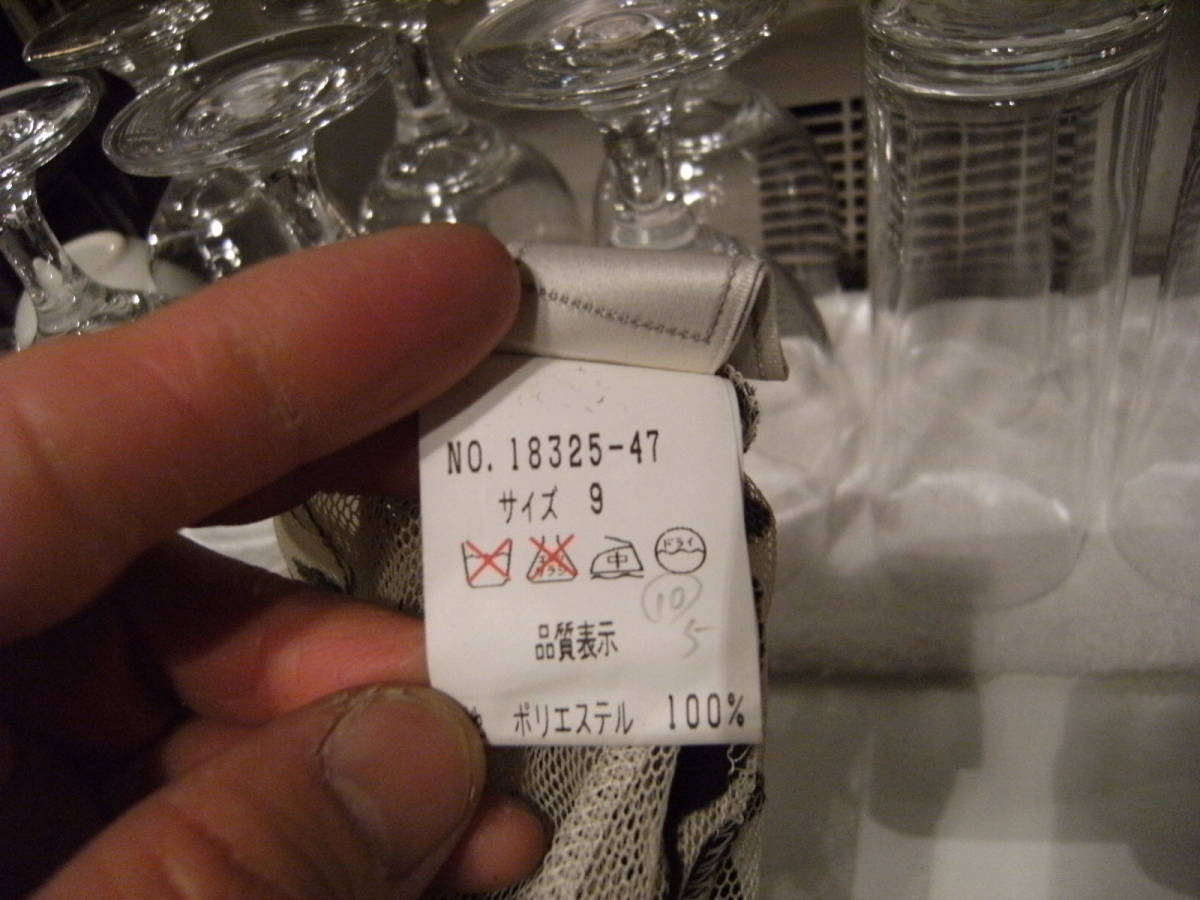 NO. 18325-47
サイズ 9
中 ドライ
10
5
品質表示
ポリエステル 100%